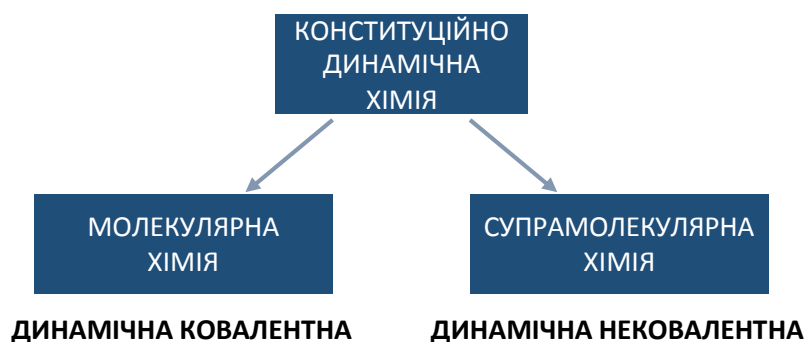 КОНСТИТУЦІЙНО
ДИНАМІЧНА
ХІМІЯ
МОЛЕКУЛЯРНА
ХІМІЯ
СУПРАМОЛЕКУЛЯРНА
ХІМІЯ
ДИНАМІЧНА КОВАЛЕНТНА
ДИНАМІЧНА НЕКОВАЛЕНТНА